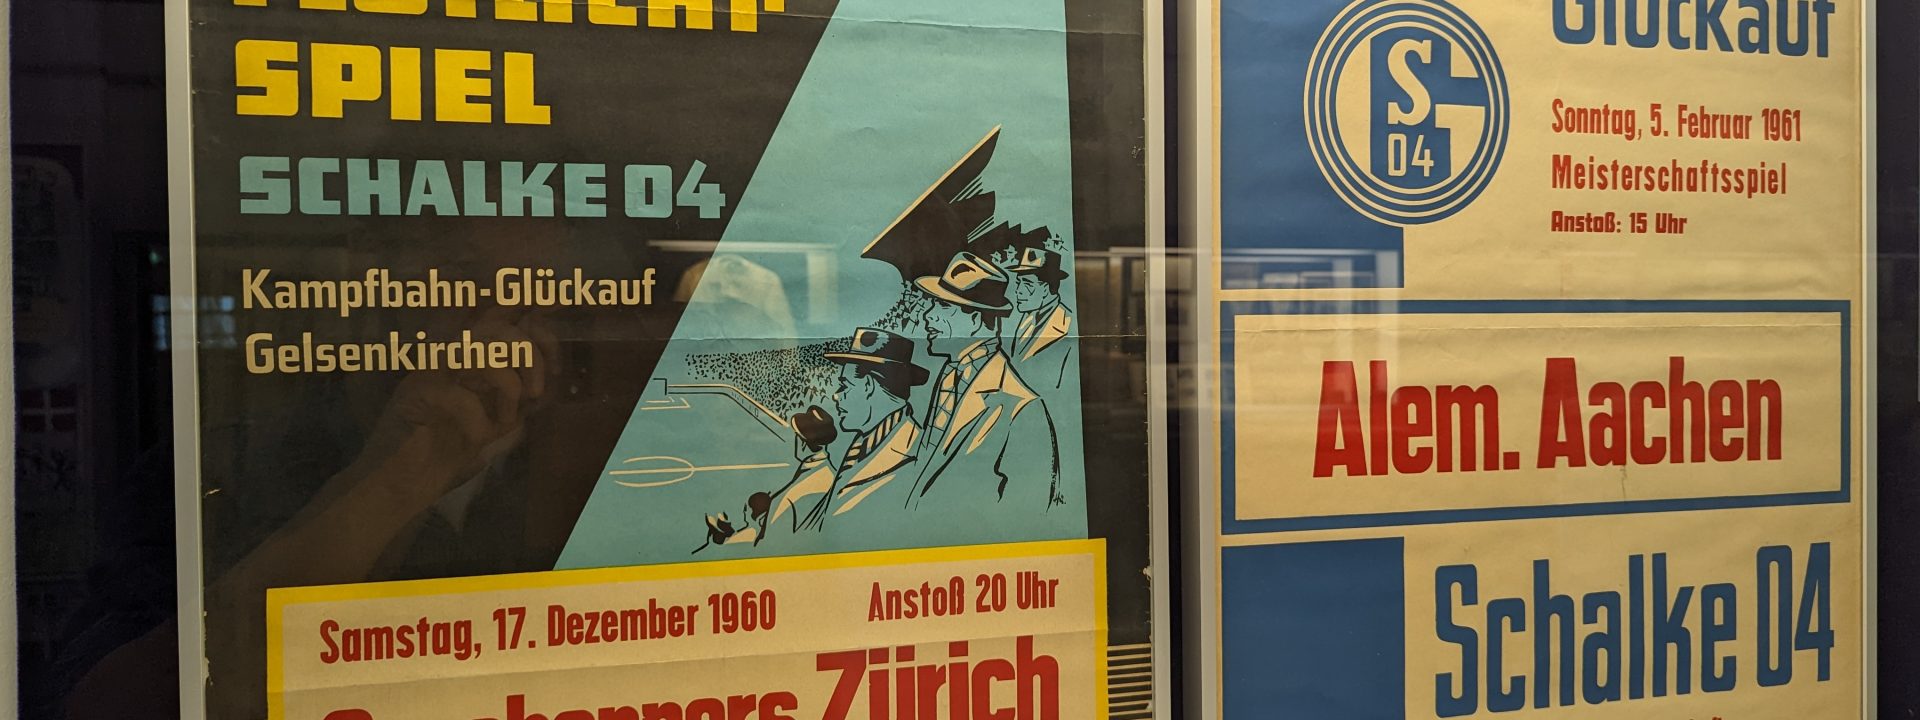 SPIEL
SCHALKE 04
Kampfbahn-Glückauf
Gelsenkirchen
Samstag, 17. Dezember 1960
Anstoß 20 Uhr
Zürich
Glückauf
S
04
Sonntag, 5. Februar 1961
Meisterschaftsspiel
Anstoß: 15 Uhr
Alem. Aachen
Schalke 04